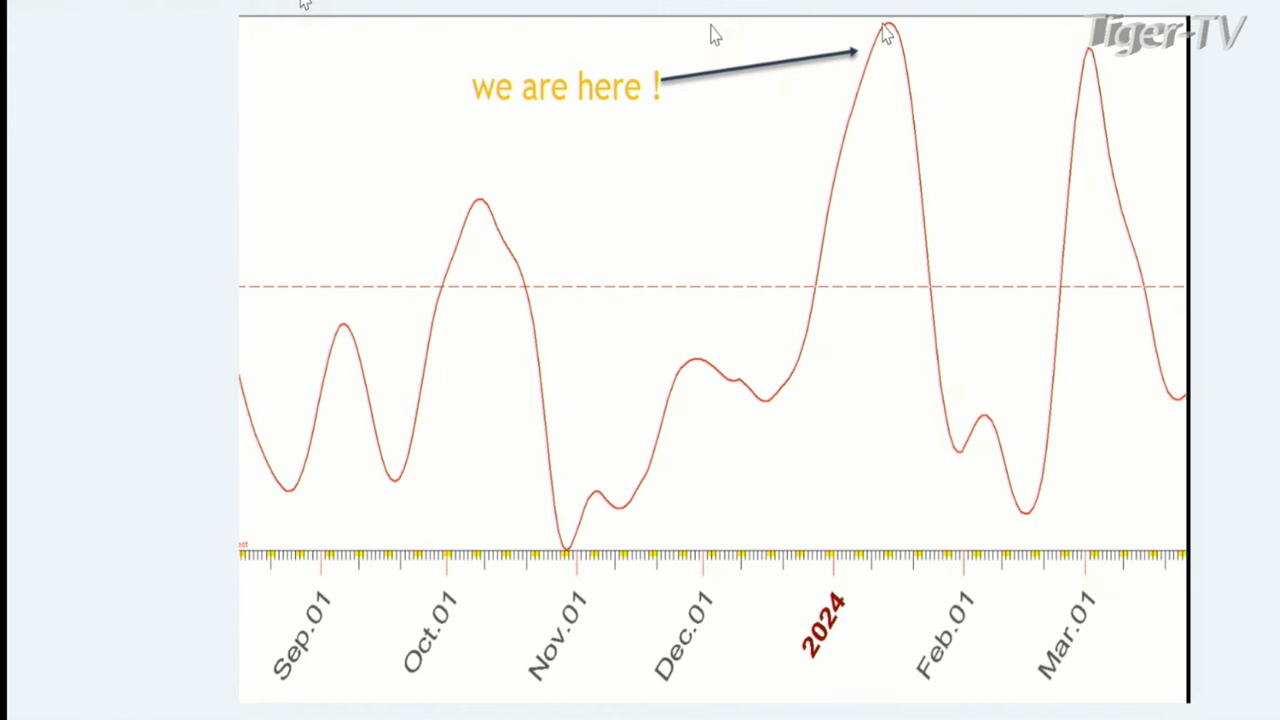 Tiger-TV
we are here !
Sep.01
Oct.01
Nov.01
Dec.01
2024
Feb.01
Mar.01